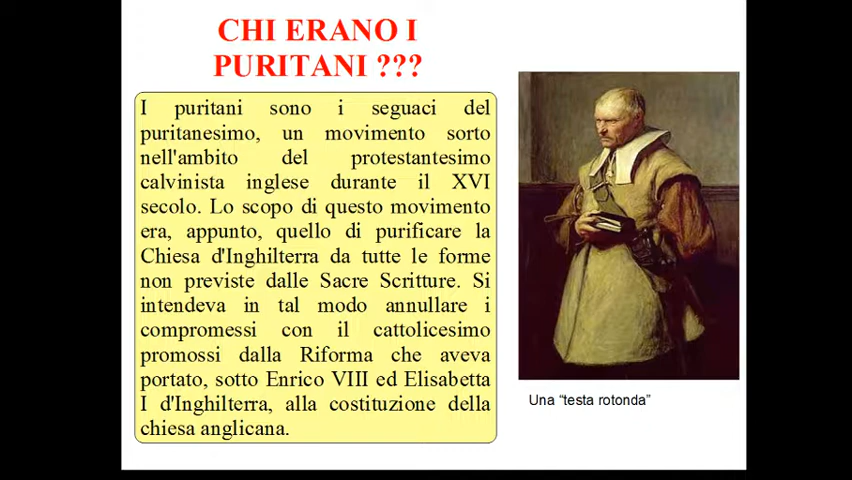 CHI ERANO I
PURITANI ???
I puritani sono i seguaci del
puritanesimo, un movimento sorto
nell'ambito del protestantesimo
calvinista inglese durante il XVI
secolo. Lo scopo di questo movimento
era, appunto, quello di purificare la
Chiesa d'Inghilterra da tutte le forme
non previste dalle Sacre Scritture. Si
intendeva in tal modo annullare i
compromessi con il cattolicesimo
promossi dalla Riforma che aveva
portato, sotto Enrico VIII ed Elisabetta
I d'Inghilterra, alla costituzione della
chiesa anglicana.
Una “testa rotonda”